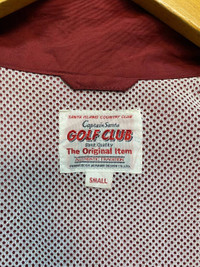 SANTA ISLAND COUNTRY CLUB
Captain Santa
GOLF CLUB
Best Quality
The Original Item
SMALL